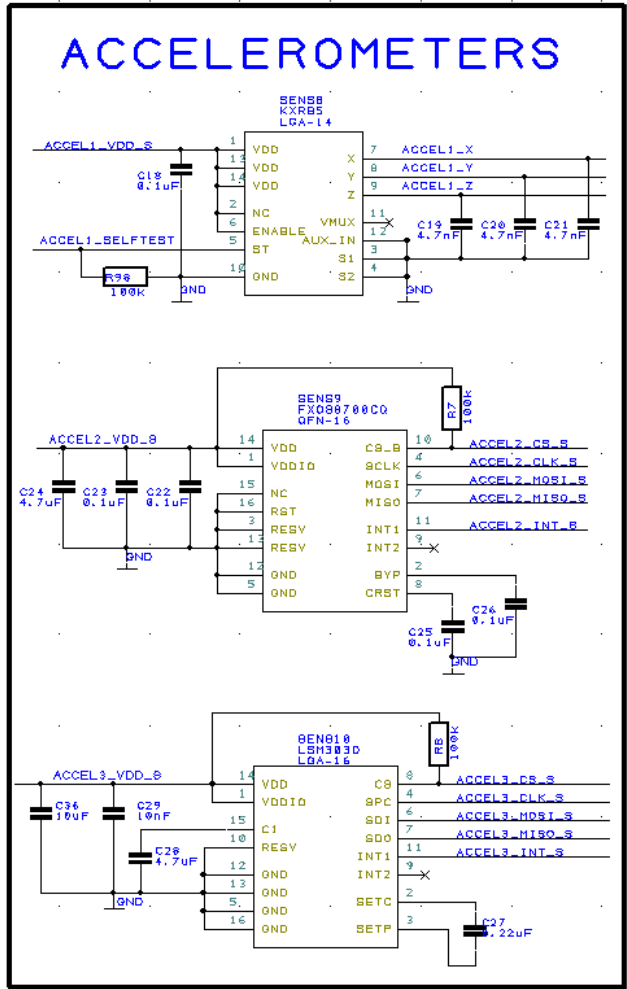 ACCELEROMETERS
SENS8
KXRB5
LGA-14
ACCEL1_VDD_S
1 VDD
13 VDD
14 VDD
2 NC
6 ENABLE
5 ST
10 GND
7 X ACCEL1_X
8 Y ACCEL1_Y
9 Z ACCEL1_Z
11 VMUX
12 AUX_IN
3 S1
4 S2
C18
0.1uF
ACCEL1_SELFTEST
R98
100k
GND
C19
4.7nF
C20
4.7nF
C21
4.7nF
GND
SENS9
FXOS8700CQ
QFN-16
R7
100k
ACCEL2_VDD_S
14 VDD
1 VDDIO
15 NC
16 RST
3 RESV
13 RESV
12 GND
5 GND
10 CS_B ACCEL2_CS_S
4 SCLK ACCEL2_CLK_S
6 MOSI ACCEL2_MOSI_S
7 MISO ACCEL2_MISO_S
11 INT1 ACCEL2_INT_S
9 INT2
2 BYP
8 CRST
C24
4.7uF
C23
0.1uF
C22
0.1uF
GND
C25
0.1uF
C26
0.1uF
GND
SENS10
LSM303D
LGA-16
R8
100k
ACCEL3_VDD_S
14 VDD
1 VDDIO
15 C1
10 RESV
12 GND
13 GND
5 GND
16 GND
8 CS ACCEL3_CS_S
4 SPC ACCEL3_CLK_S
6 SDI ACCEL3_MOSI_S
7 SDO ACCEL3_MISO_S
11 INT1 ACCEL3_INT_S
9 INT2
2 SETC
3 SETP
C36
10uF
C29
10nF
C28
4.7uF
GND
C27
0.22uF